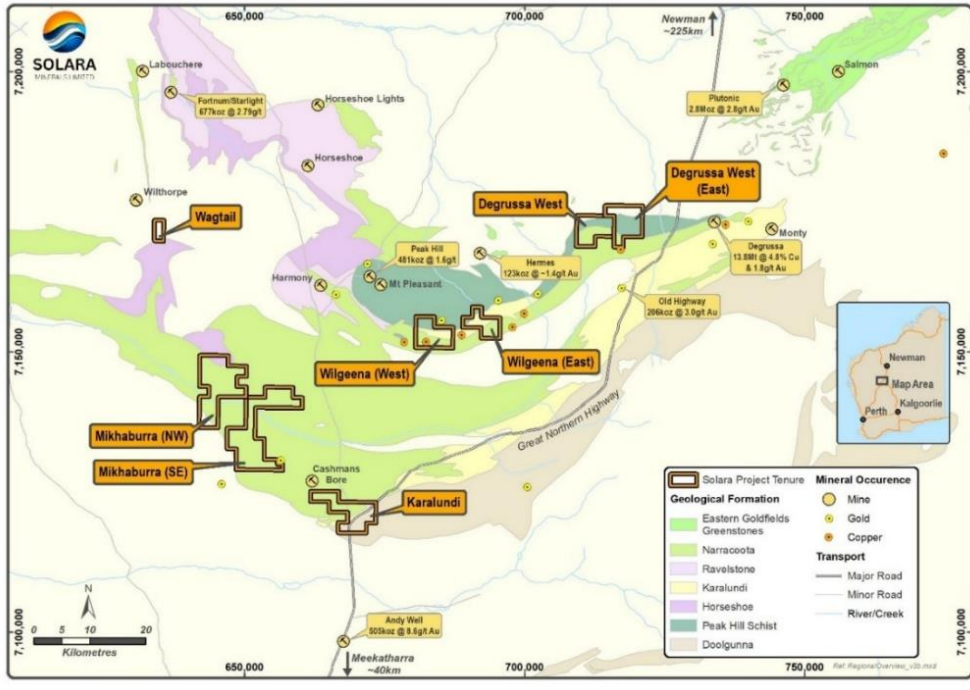 650,000
700,000
750,000
Newman
~225km
SOLARA
MINERALS LIMITED
7,200,000
7,200,000
Labouchere
Fortnum/Starlight
677koz @ 2.79g/t
Horseshoe Lights
Horseshoe
Salmon
Plutonic
2.8Moz @ 2.8g/t Au
Wilthorpe
Wagtail
Degrussa West
Degrussa West
(East)
Monty
Degrussa
13.8Mt @ 4.8% Cu
& 1.8g/t Au
Peak Hill
481koz @ 1.6g/t
Mt Pleasant
Harmony
Hermes
123koz @ ~1.4g/t Au
Old Highway
206koz @ 3.0g/t Au
7,150,000
7,150,000
Wilgeena (West)
Wilgeena (East)
Great Northern Highway
Mikhaburra (NW)
Mikhaburra (SE)
Cashmans
Bore
Karalundi
Newman
Map Area
Kalgoorlie
Perth
Solara Project Tenure
Geological Formation
Eastern Goldfields
Greenstones
Narracoota
Ravelstone
Karalundi
Horseshoe
Peak Hill Schist
Doolgunna
Mineral Occurence
Mine
Gold
Copper
Transport
Major Road
Minor Road
River/Creek
N
0 5 10 20
Kilometres
7,100,000
7,100,000
Andy Well
505koz @ 8.6g/t Au
Meekatharra
~40km
650,000
700,000
750,000
Ref: RegionalOverview_v2b.mxd